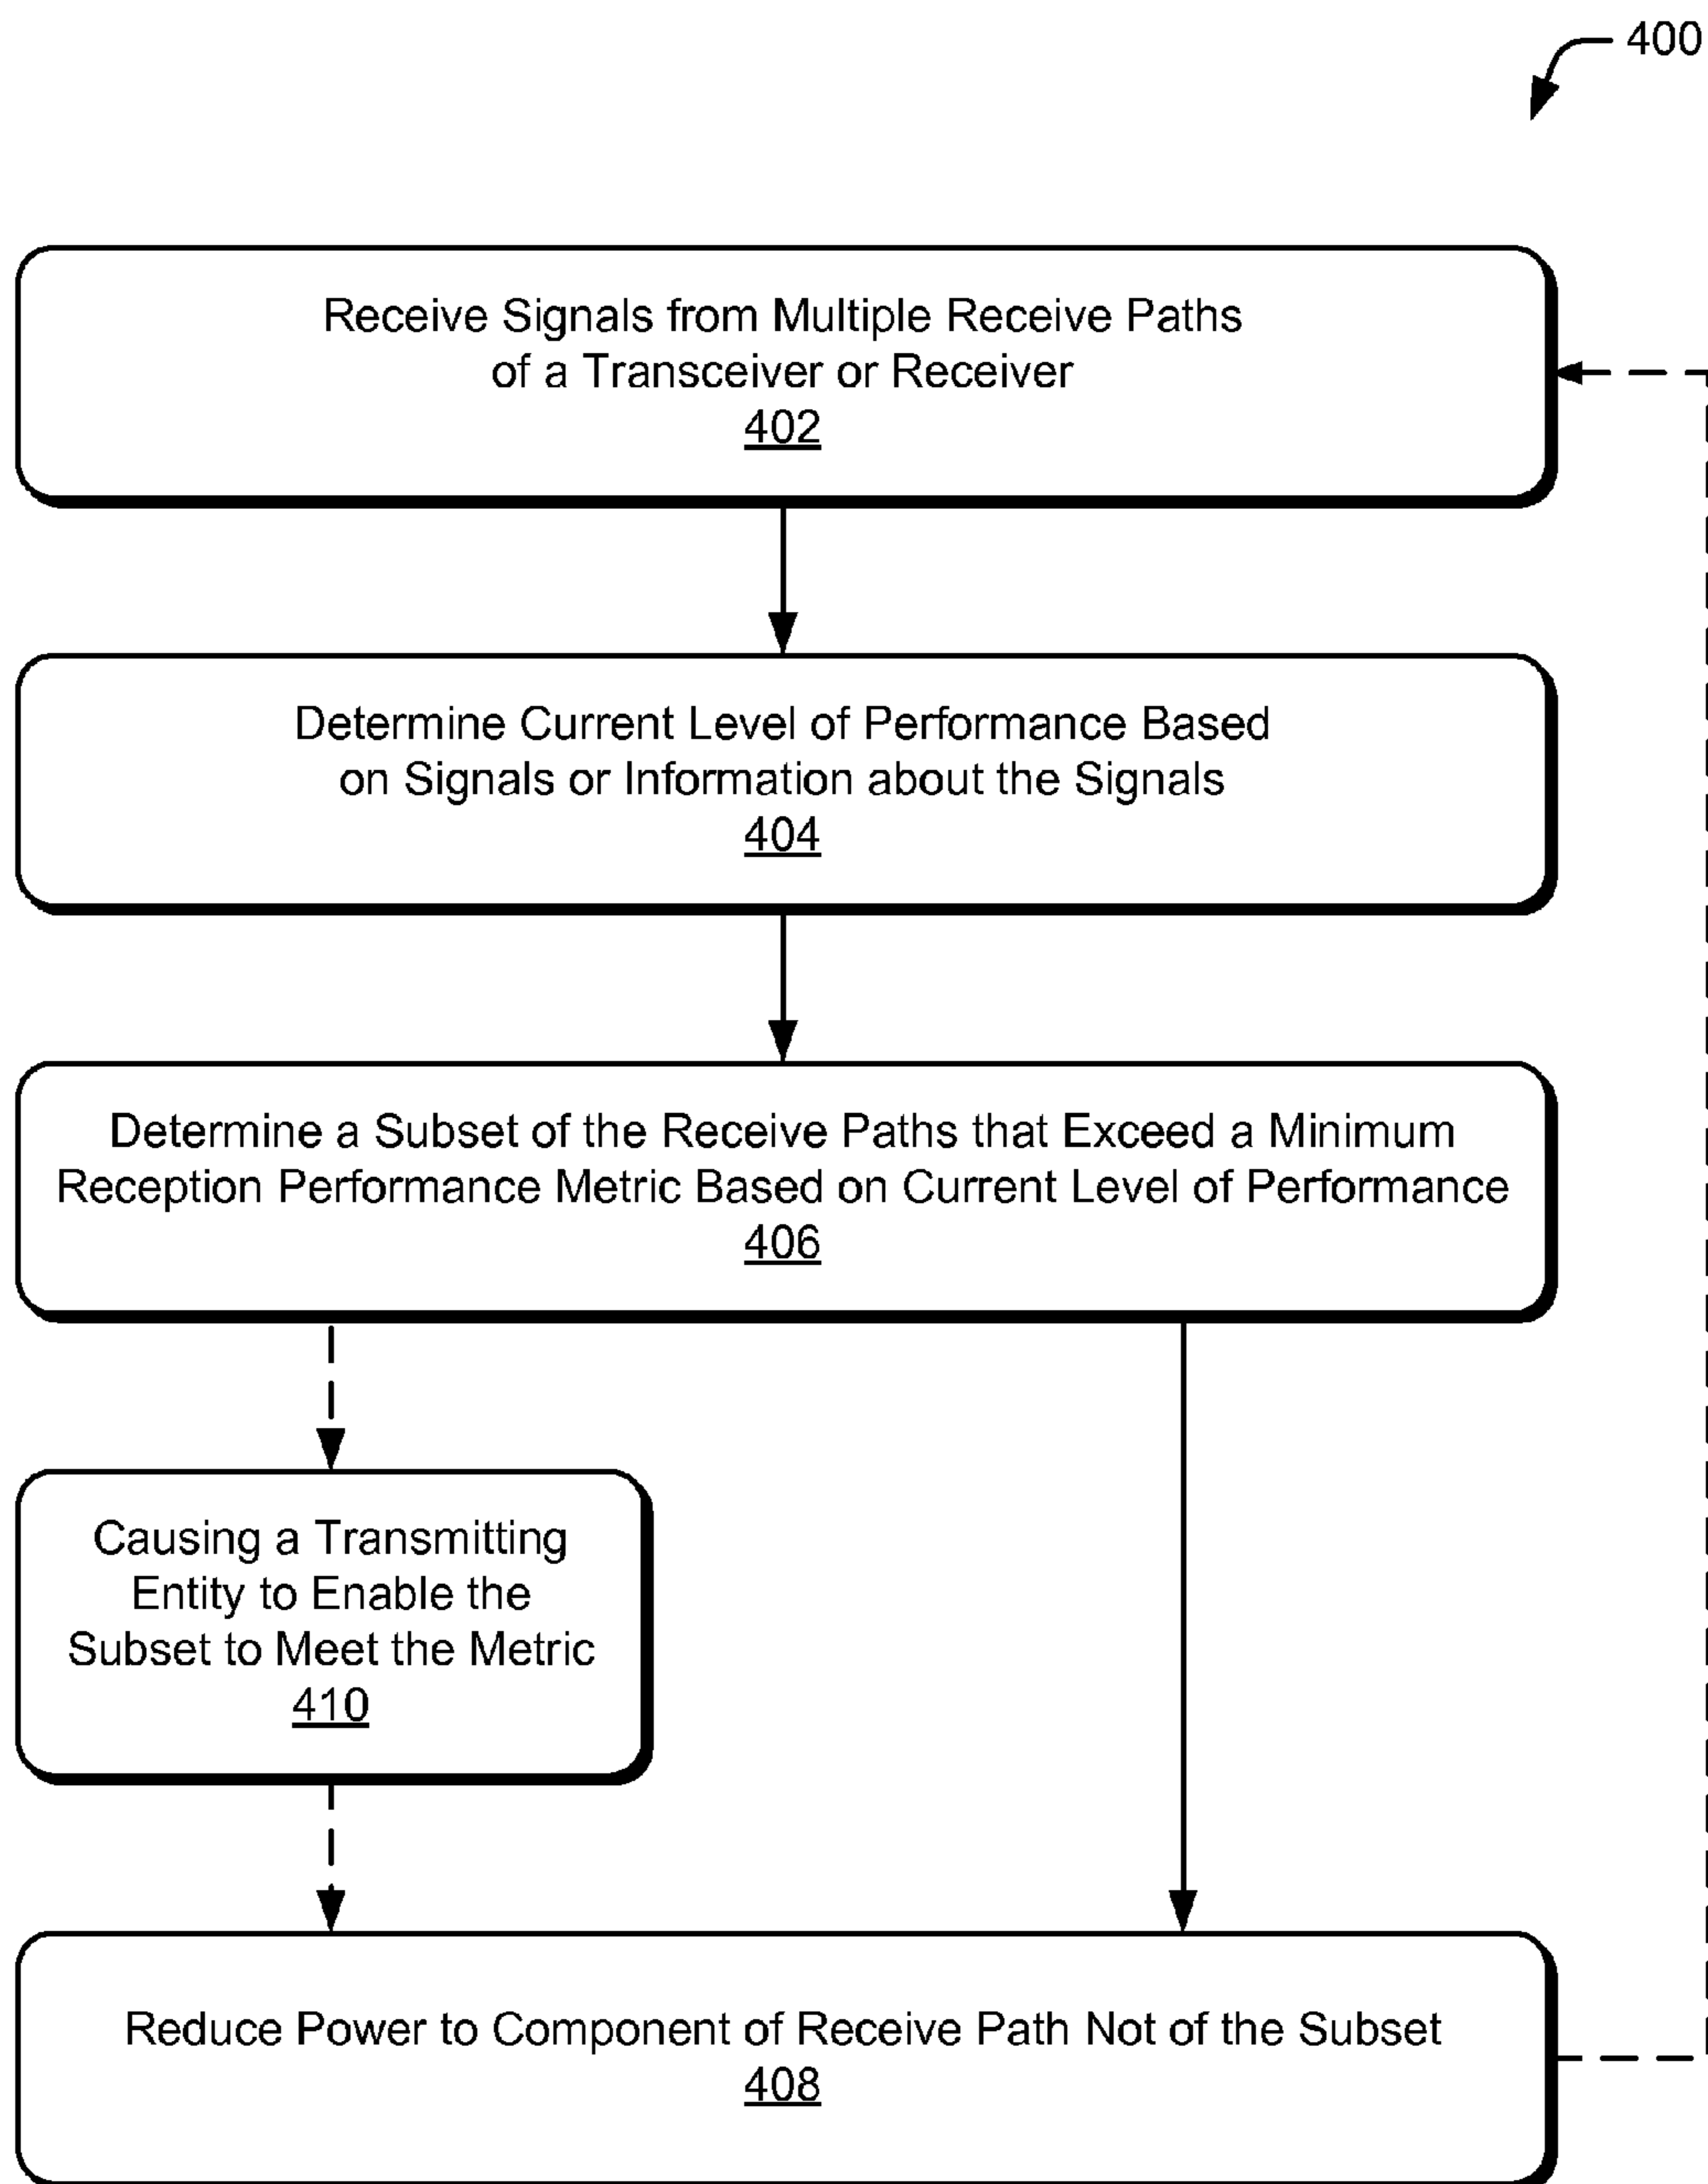 400
Receive Signals from Multiple Receive Paths
of a Transceiver or Receiver
402
Determine Current Level of Performance Based
on Signals or Information about the Signals
404
Determine a Subset of the Receive Paths that Exceed a Minimum
Reception Performance Metric Based on Current Level of Performance
406
Causing a Transmitting
Entity to Enable the
Subset to Meet the Metric
410
Reduce Power to Component of Receive Path Not of the Subset
408